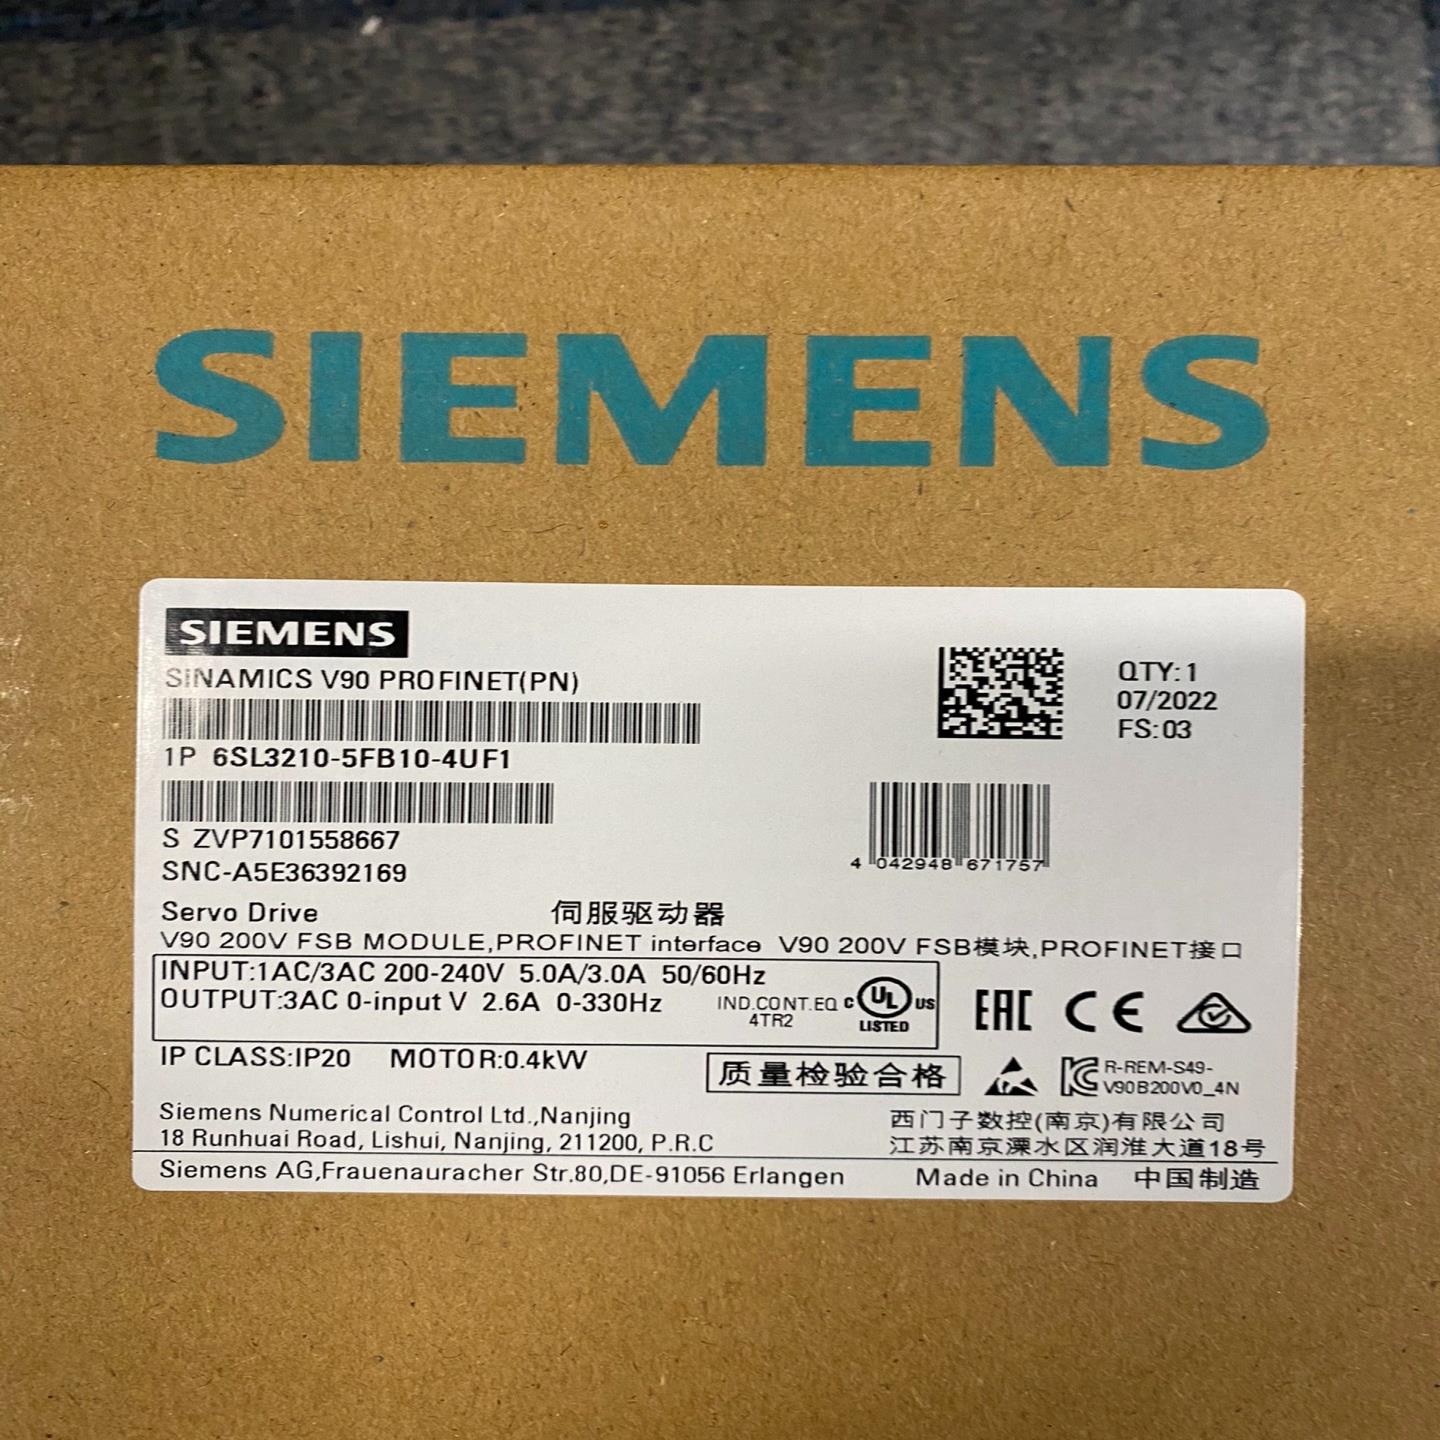 SIEMENS
SIEMENS
SINAMICS V90 PROFINET(PN)
QTY:1
07/2022
FS:03
1P 6SL3210-5FB10-4UF1
S ZVP7101558667
SNC-A5E36392169
4 042948 671757
Servo Drive 伺服驱动器
V90 200V FSB MODULE,PROFINET interface V90 200V FSB模块,PROFINET接口
INPUT:1AC/3AC 200-240V 5.0A/3.0A 50/60Hz
OUTPUT:3AC 0-input V 2.6A 0-330Hz
IND.CONT.EQ
4TR2
C UL US
LISTED
EAC CE
IP CLASS:IP20 MOTOR:0.4kW
质量检验合格
R-REM-S49-
V90B200V0_4N
Siemens Numerical Control Ltd.,Nanjing 西门子数控(南京)有限公司
18 Runhuai Road, Lishui, Nanjing, 211200, P.R.C 江苏南京溧水区润淮大道18号
Siemens AG,Frauenauracher Str.80,DE-91056 Erlangen Made in China 中国制造